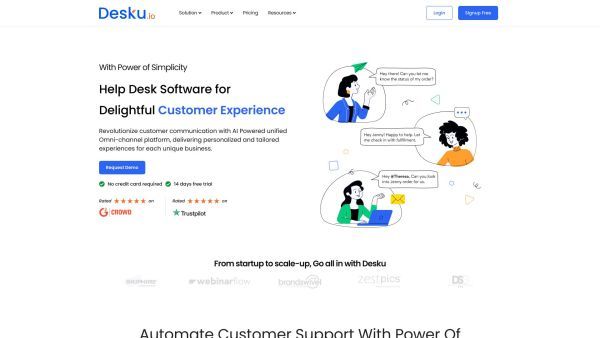 Desku.io
Solution
Product
Pricing
Resources
Login
Signup Free
With Power of Simplicity
Help Desk Software for
Delightful Customer Experience
Revolutionize customer communication with AI Powered unified
Omni-channel platform, delivering personalized and tailored
experiences for each unique business.
Request Demo
No credit card required
14 days free trial
Rated ★★★★★ on
CROWD
Rated ★★★★★ on
Trustpilot
Hey there! Can you let me
know the status of my order?
Hey Jenny! Happy to help. Let
me check in with fulfillment.
Hey @Theresa, Can you look
into Jenny order for us.
From startup to scale-up, Go all in with Desku
webinarflow
brandswivel
zestpics
Automate Customer Support With Power Of